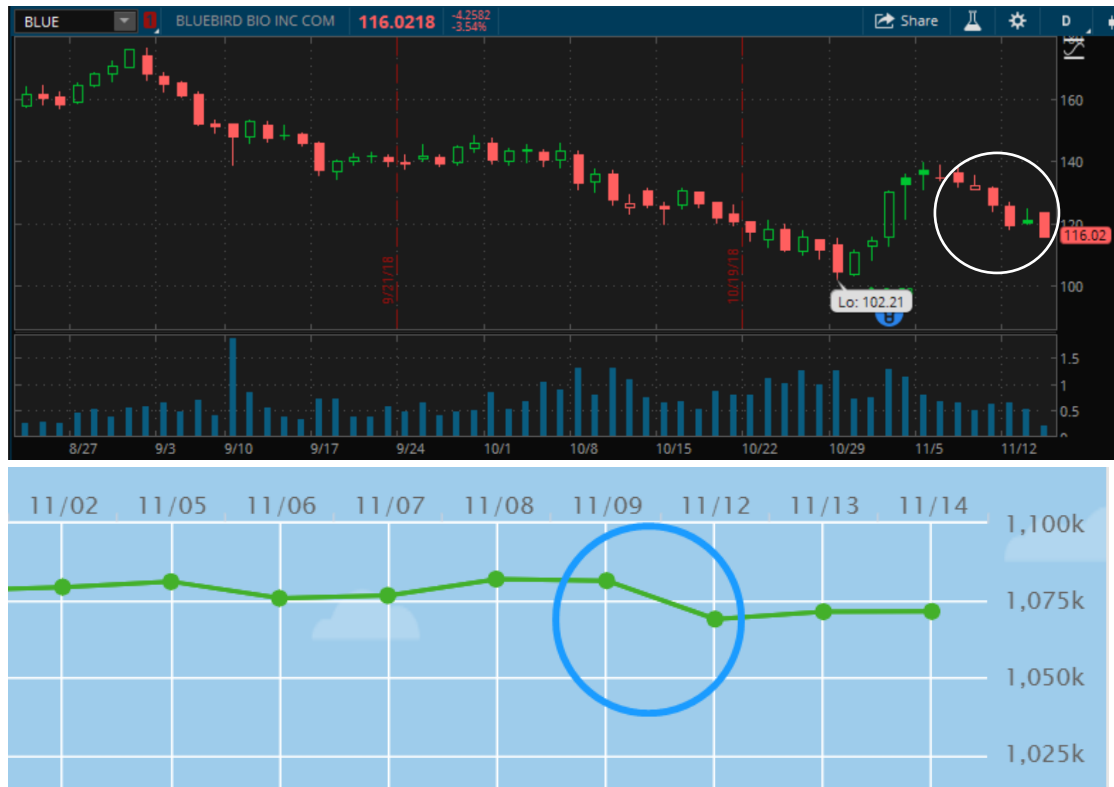 BLUE BLUEBIRD BIO INC COM 116.0218 -4.2582 Share D
-3.54%
160
140
120
116.02
100
9/21/18 10/19/18
Lo: 102.21
1.5
1
0.5
0
8/27 9/3 9/10 9/17 9/24 10/1 10/8 10/15 10/22 10/29 11/5 11/12
11/02 11/05 11/06 11/07 11/08 11/09 11/12 11/13 11/14
1,100k
1,075k
1,050k
1,025k